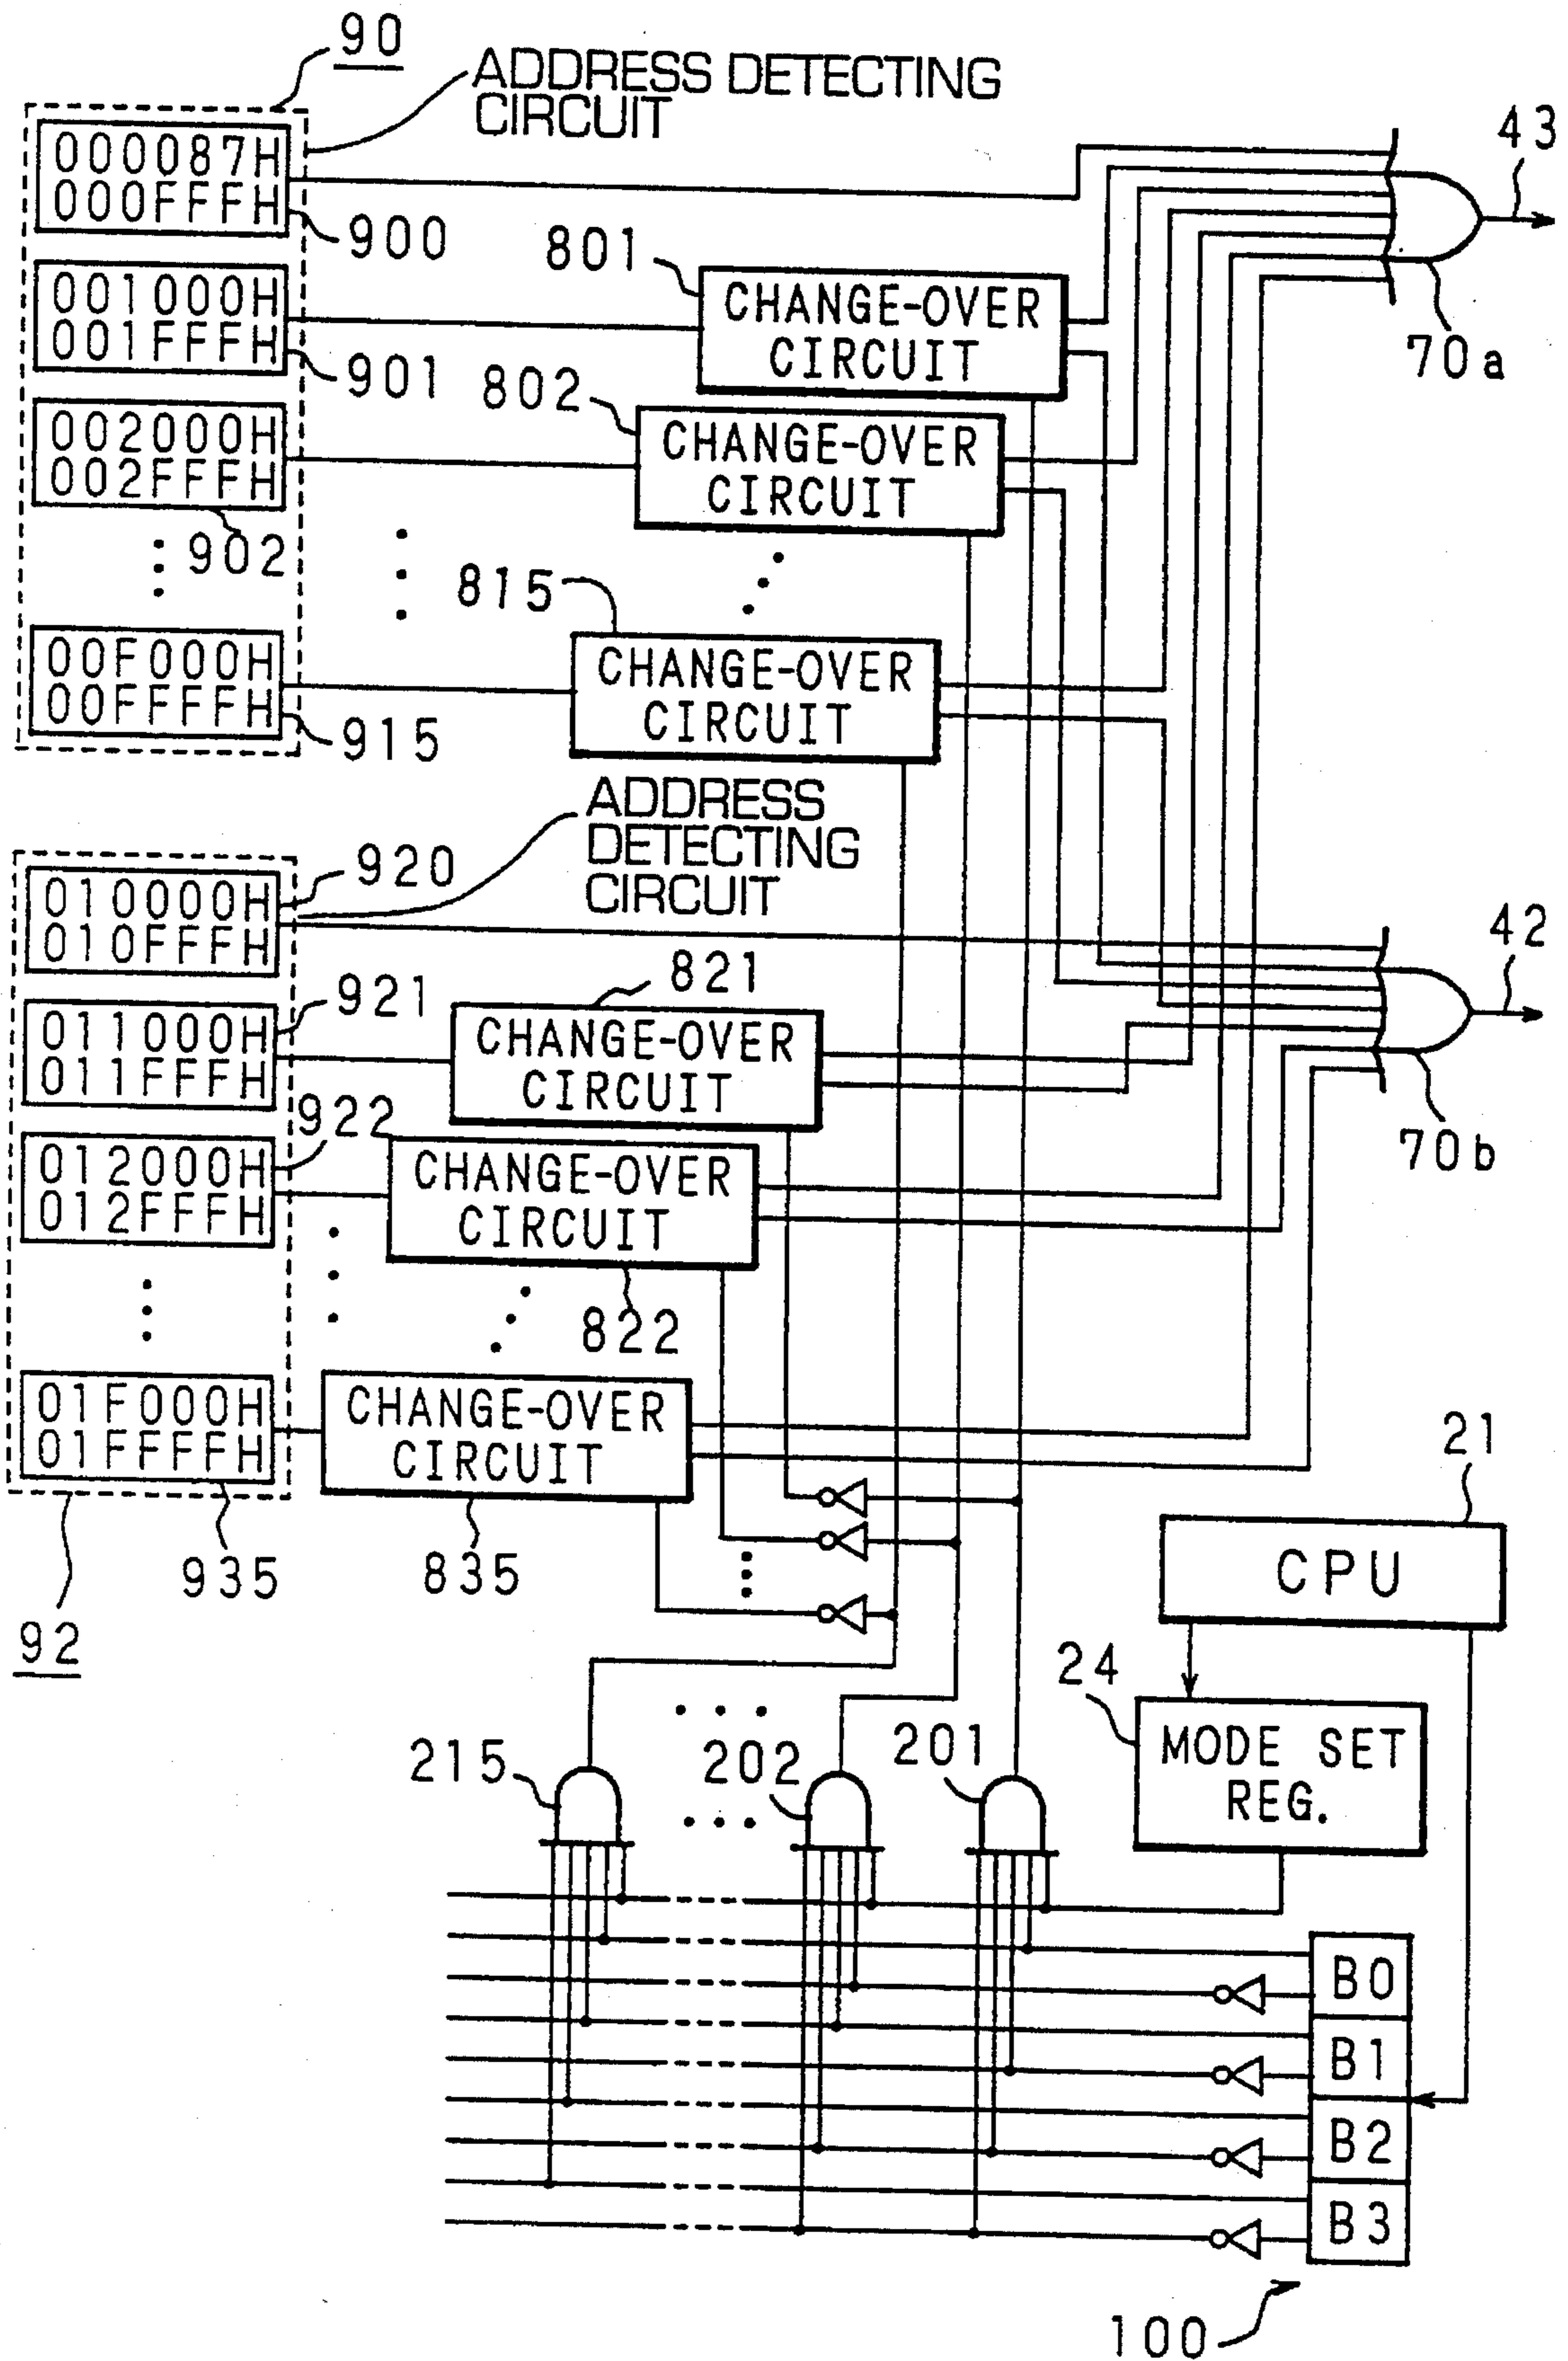 90
ADDRESS DETECTING
CIRCUIT
000087H
000FFFH
900
43
801
001000H
001FFFH
901
CHANGE-OVER
CIRCUIT
70a
802
002000H
002FFFH
902
CHANGE-OVER
CIRCUIT
815
00F000H
00FFFFH
915
CHANGE-OVER
CIRCUIT
ADDRESS
DETECTING
CIRCUIT
920
010000H
010FFFH
42
821
921
011000H
011FFFH
CHANGE-OVER
CIRCUIT
70b
922
012000H
012FFFH
CHANGE-OVER
CIRCUIT
822
01F000H
01FFFFH
935
CHANGE-OVER
CIRCUIT
835
92
21
CPU
24
MODE SET
REG.
215
202
201
B0
B1
B2
B3
100